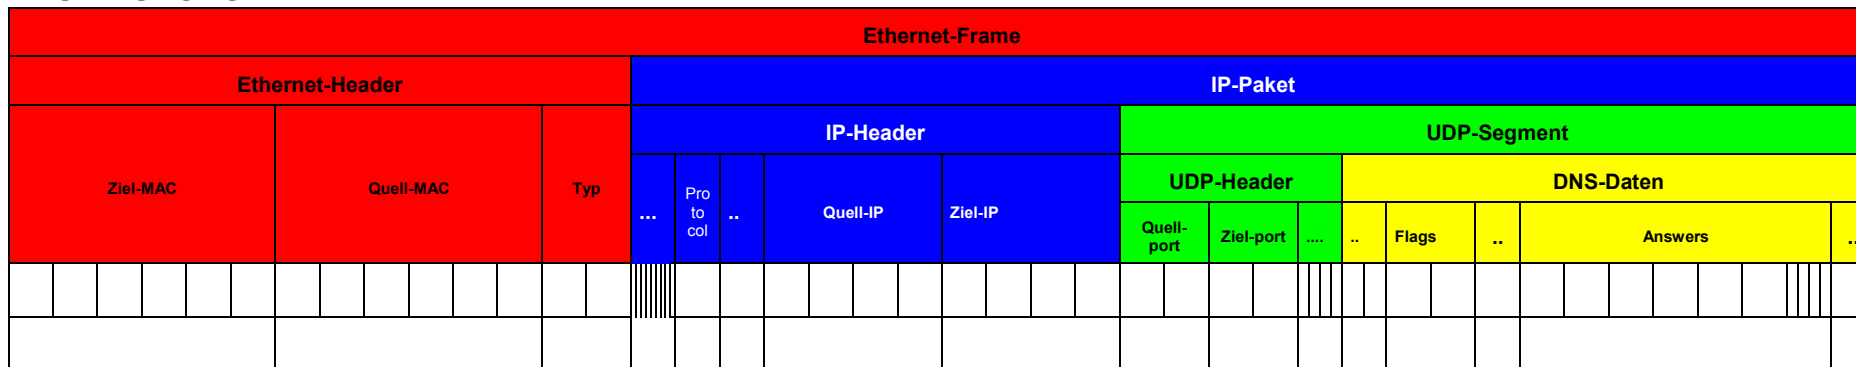 Ethernet-Frame
Ethernet-Header
IP-Paket
IP-Header
UDP-Segment
Ziel-MAC
Quell-MAC
Typ
...
Pro
to
col
..
Quell-IP
Ziel-IP
UDP-Header
DNS-Daten
Quell-
port
Ziel-port
....
..
Flags
..
Answers
..